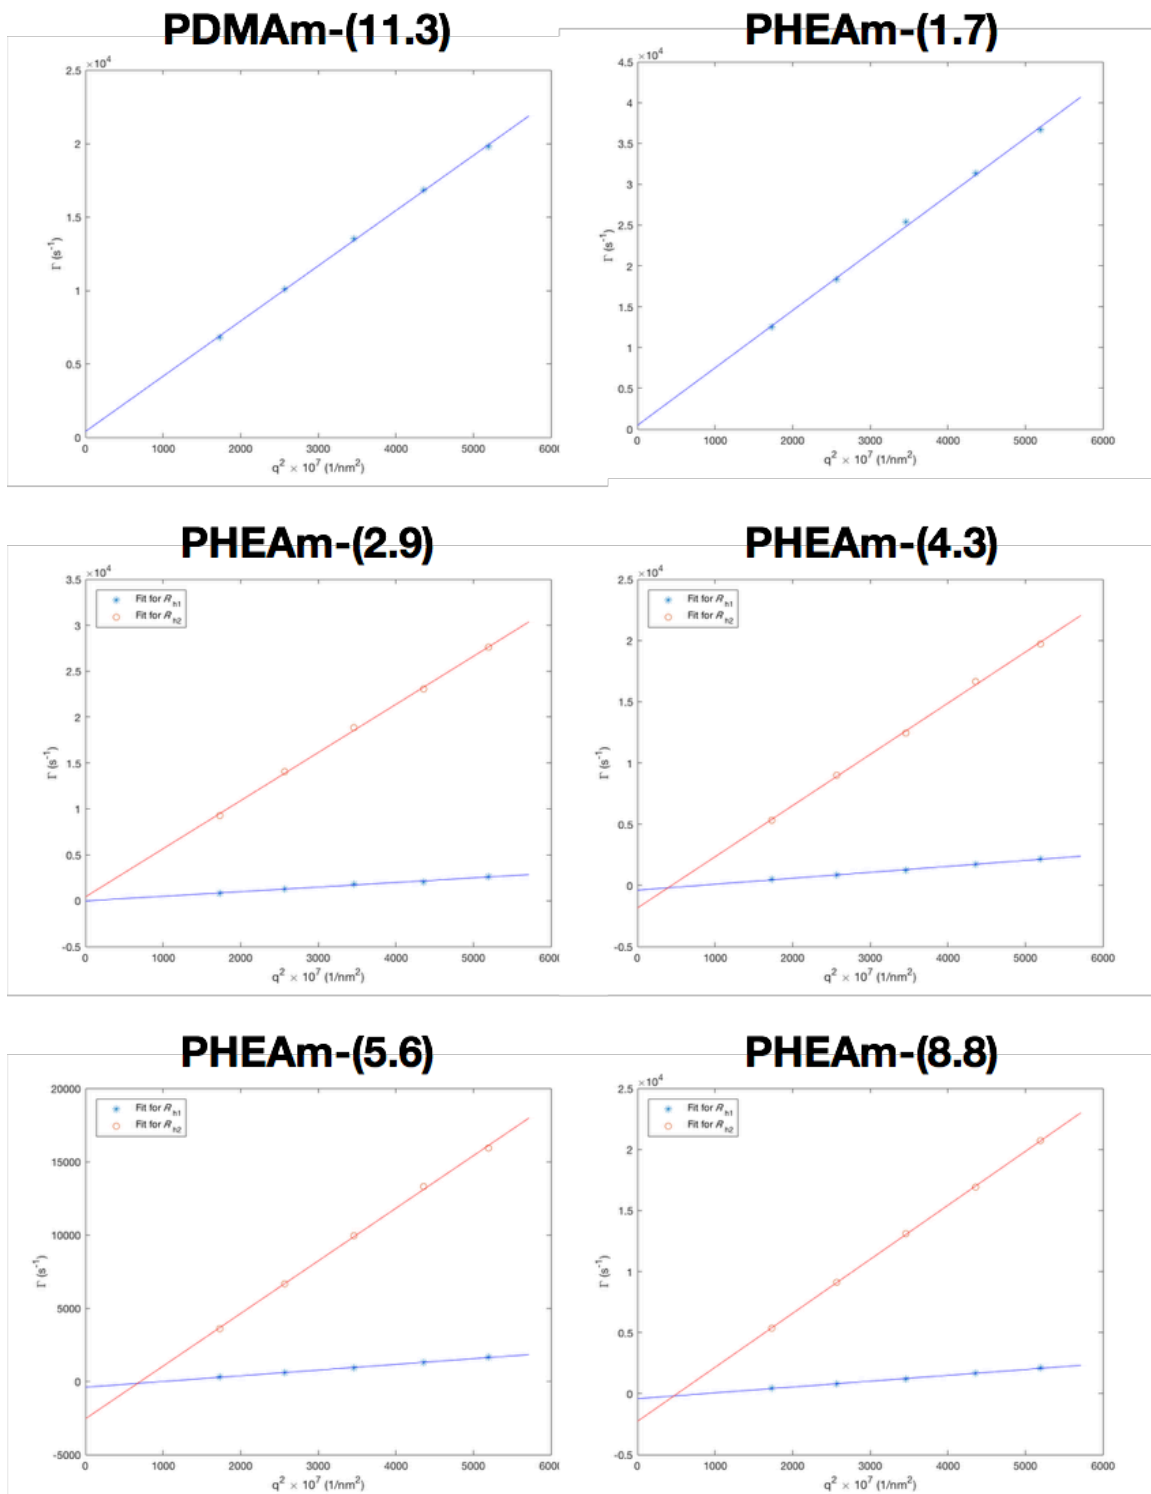 PDMAm-(11.3)
×10⁴
2.5
2
1.5
1
0.5
0
Γ (s⁻¹)
0 1000 2000 3000 4000 5000 600
q² × 10⁷ (1/nm²)
PHEAm-(1.7)
×10⁴
4.5
4
3.5
3
2.5
2
1.5
1
0.5
0
Γ (s⁻¹)
0 1000 2000 3000 4000 5000 6000
q² × 10⁷ (1/nm²)
PHEAm-(2.9)
×10⁴
3.5
3
2.5
2
1.5
1
0.5
0
-0.5
Γ (s⁻¹)
Fit for R h1
Fit for R h2
0 1000 2000 3000 4000 5000 6000
q² × 10⁷ (1/nm²)
PHEAm-(4.3)
×10⁴
2.5
2
1.5
1
0.5
0
-0.5
Γ (s⁻¹)
Fit for R h1
Fit for R h2
0 1000 2000 3000 4000 5000 6000
q² × 10⁷ (1/nm²)
PHEAm-(5.6)
20000
15000
10000
5000
0
-5000
Γ (s⁻¹)
Fit for R h1
Fit for R h2
0 1000 2000 3000 4000 5000 600
q² × 10⁷ (1/nm²)
PHEAm-(8.8)
×10⁴
2.5
2
1.5
1
0.5
0
-0.5
Γ (s⁻¹)
Fit for R h1
Fit for R h2
0 1000 2000 3000 4000 5000 6000
q² × 10⁷ (1/nm²)